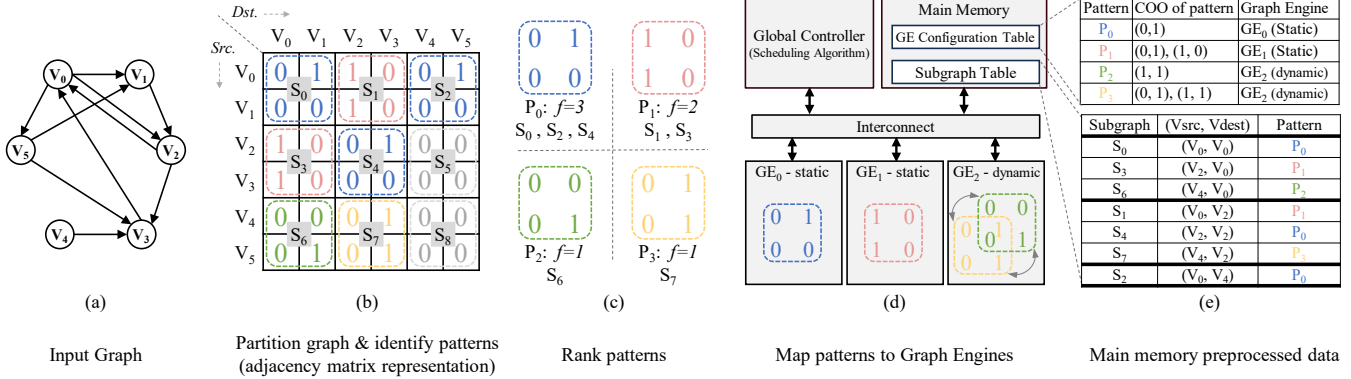 V0
V1
V5
V2
V4
V3
(a)
Input Graph
Dst.
Src.
V0 V1 V2 V3 V4 V5
V0 0 1 1 0 0 1
S0 S1 S2
V1 0 0 1 0 0 0
V2 1 0 0 1 0 0
S3 S4 S5
V3 1 0 0 0 0 0
V4 0 0 0 1 0 0
S6 S7 S8
V5 0 1 0 1 0 0
(b)
Partition graph & identify patterns
(adjacency matrix representation)
0 1
0 0
P0: f=3
S0 , S2 , S4
1 0
1 0
P1: f=2
S1 , S3
0 0
0 1
P2: f=1
S6
0 1
0 1
P3: f=1
S7
(c)
Rank patterns
Global Controller
(Scheduling Algorithm)
Main Memory
GE Configuration Table
Subgraph Table
Interconnect
GE0 - static
0 1
0 0
GE1 - static
1 0
1 0
GE2 - dynamic
0 0
0 1
0 1
0 1
(d)
Map patterns to Graph Engines
Pattern COO of pattern Graph Engine
P0 (0,1) GE0 (Static)
P1 (0,1), (1, 0) GE1 (Static)
P2 (1, 1) GE2 (dynamic)
P3 (0, 1), (1, 1) GE2 (dynamic)
Subgraph (Vsrc, Vdest) Pattern
S0 (V0, V0) P0
S3 (V2, V0) P1
S6 (V4, V0) P2
S1 (V0, V2) P1
S4 (V2, V2) P0
S7 (V4, V2) P3
S2 (V0, V4) P0
(e)
Main memory preprocessed data